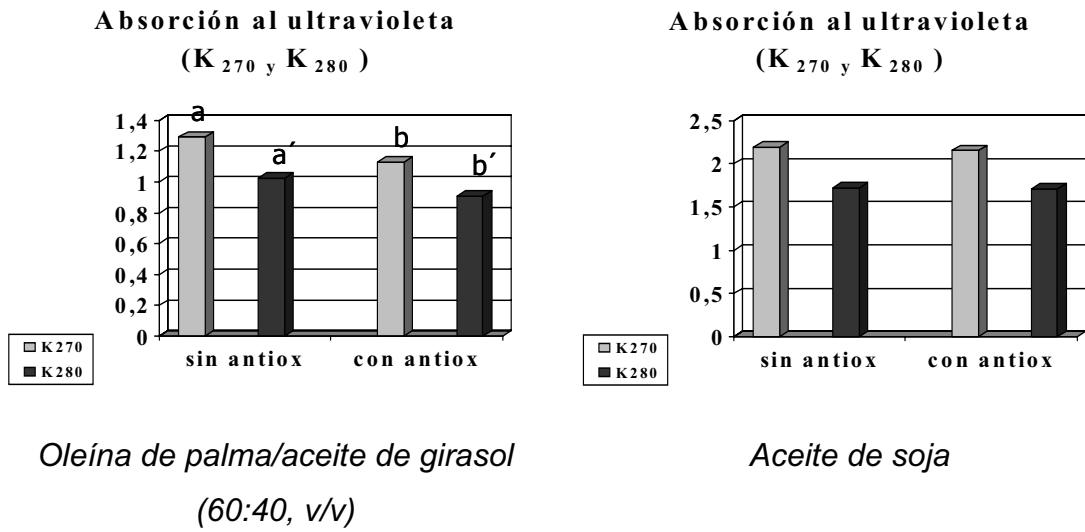 Absorción al ultravioleta
(K 270 y K 280 )
1,4
1,2
1
0,8
0,6
0,4
0,2
0
a
a´
b
b´
sin antiox
con antiox
K270
K280
Oleína de palma/aceite de girasol
(60:40, v/v)
Absorción al ultravioleta
(K 270 y K 280 )
2,5
2
1,5
1
0,5
0
sin antiox
con antiox
K270
K280
Aceite de soja